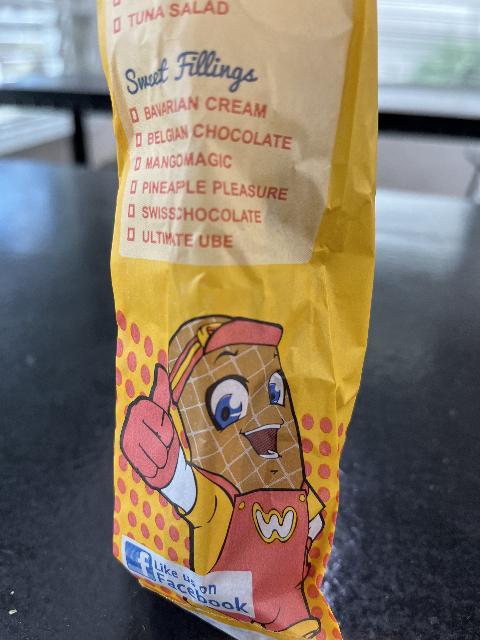 TUNA SALAD
Sweet Fillings
BAVARIAN CREAM
BELGIAN CHOCOLATE
MANGOMAGIC
PINEAPPLE PLEASURE
SWISSCHOCOLATE
ULTIMATE UBE
W
f Like us on
Facebook